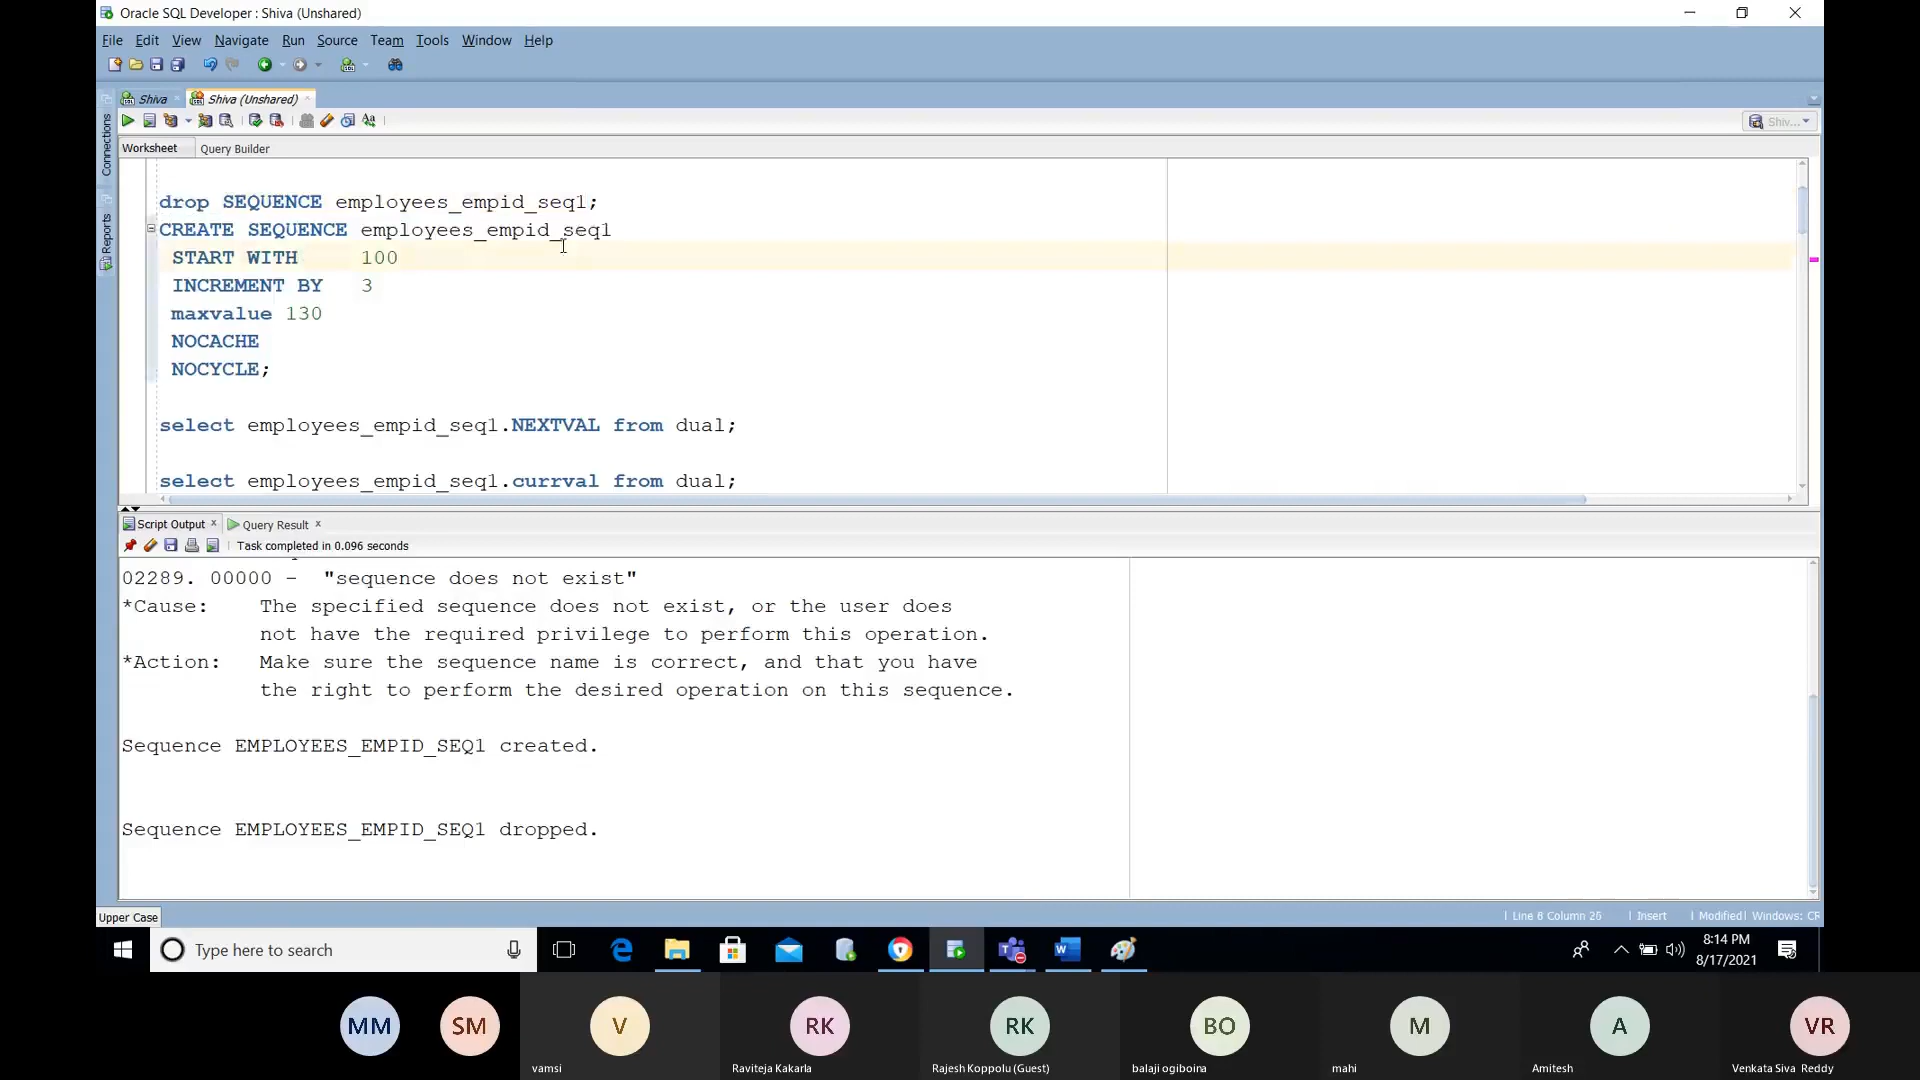 Oracle SQL Developer : Shiva (Unshared)
File Edit View Navigate Run Source Team Tools Window Help
Shiva Shiva (Unshared)
Shiv...
Worksheet Query Builder
Connections
Reports
drop SEQUENCE employees_empid_seq1;
CREATE SEQUENCE employees_empid_seq1
START WITH 100
INCREMENT BY 3
maxvalue 130
NOCACHE
NOCYCLE;
select employees_empid_seq1.NEXTVAL from dual;
select employees_empid_seq1.currval from dual;
Script Output Query Result
Task completed in 0.096 seconds
02289. 00000 - "sequence does not exist"
*Cause: The specified sequence does not exist, or the user does
not have the required privilege to perform this operation.
*Action: Make sure the sequence name is correct, and that you have
the right to perform the desired operation on this sequence.
Sequence EMPLOYEES_EMPID_SEQ1 created.
Sequence EMPLOYEES_EMPID_SEQ1 dropped.
Upper Case
Line 6 Column 26 Insert Modified Windows: CR
Type here to search
8:14 PM
8/17/2021
MM SM V RK RK BO M A VR
vamsi Raviteja Kakarla Rajesh Koppolu (Guest) balaji ogiboina mahi Amitesh Venkata Siva Reddy